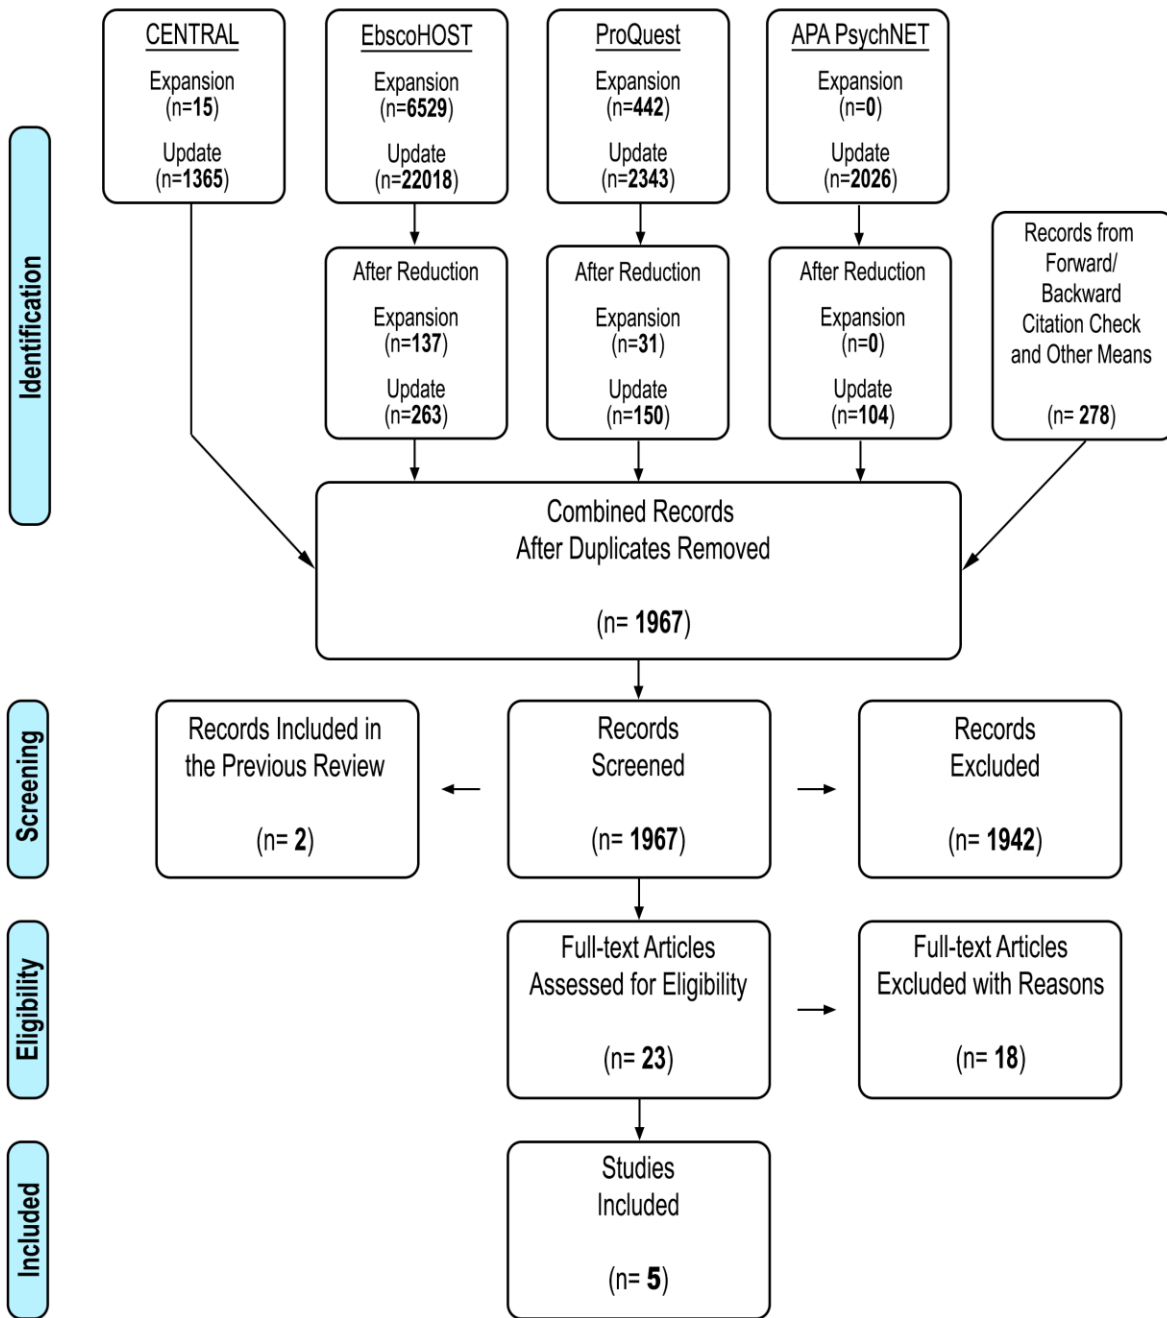 CENTRAL
Expansion
(n=15)
Update
(n=1365)
EbscoHOST
Expansion
(n=6529)
Update
(n=22018)
ProQuest
Expansion
(n=442)
Update
(n=2343)
APA PsychNET
Expansion
(n=0)
Update
(n=2026)
Identification
After Reduction
Expansion
(n=137)
Update
(n=263)
After Reduction
Expansion
(n=31)
Update
(n=150)
After Reduction
Expansion
(n=0)
Update
(n=104)
Records from
Forward/
Backward
Citation Check
and Other Means
(n= 278)
Combined Records
After Duplicates Removed
(n= 1967)
Screening
Records Included in
the Previous Review
(n= 2)
Records
Screened
(n= 1967)
Records
Excluded
(n= 1942)
Eligibility
Full-text Articles
Assessed for Eligibility
(n= 23)
Full-text Articles
Excluded with Reasons
(n= 18)
Included
Studies
Included
(n= 5)